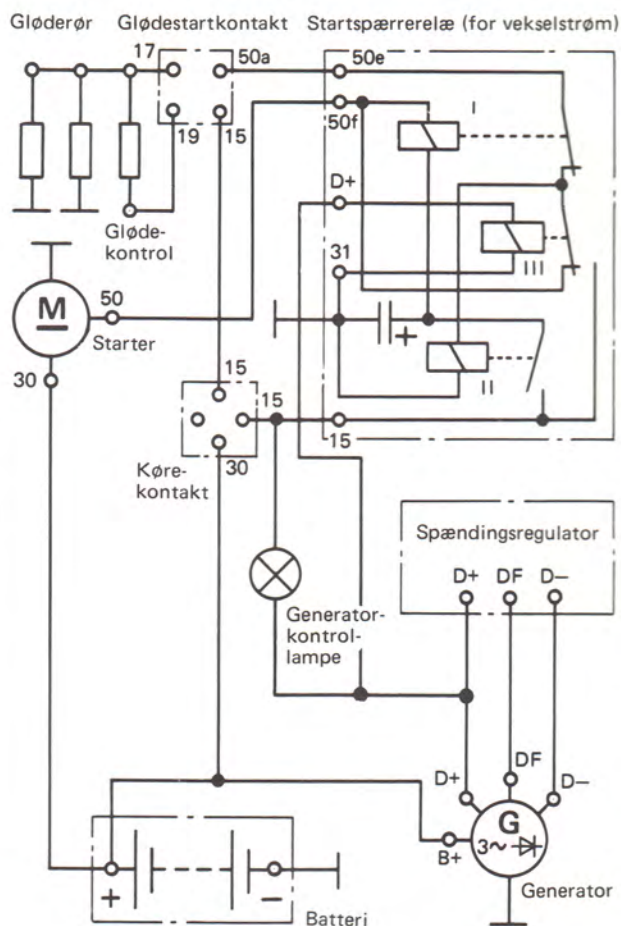 Gløderør Glødestartkontakt Startspærrerelæ (for vekselstrøm)
17 50a 50e
19 15 50f I
Gløde-
kontrol
D+
31 III
M
50
Starter
+
II
30
15
15 15
30
Køre-
kontakt
Spændingsregulator
D+ DF D−
Generator-
kontrol-
lampe
D+ DF D−
G
3~
B+
Generator
+ −
Batteri